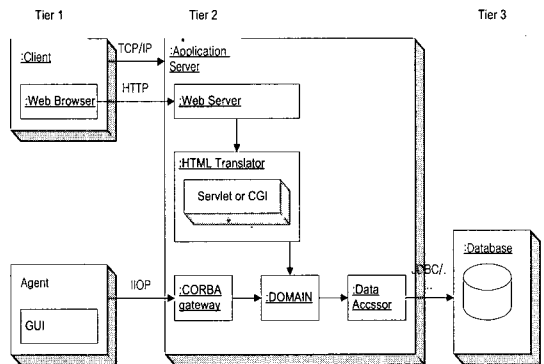 Tier 1
Tier 2
Tier 3
:Client
TCP/IP
:Application
Server
:Web Browser
HTTP
:Web Server
:HTML Translator
Servlet or CGI
:Database
JDBC/.
...
Agent
GUI
IIOP
:CORBA
gateway
:DOMAIN
:Data
Accssor